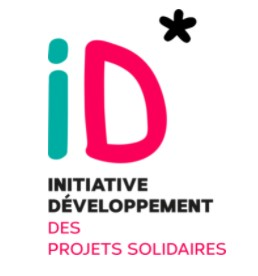 iD*
INITIATIVE
DÉVELOPPEMENT
DES
PROJETS SOLIDAIRES